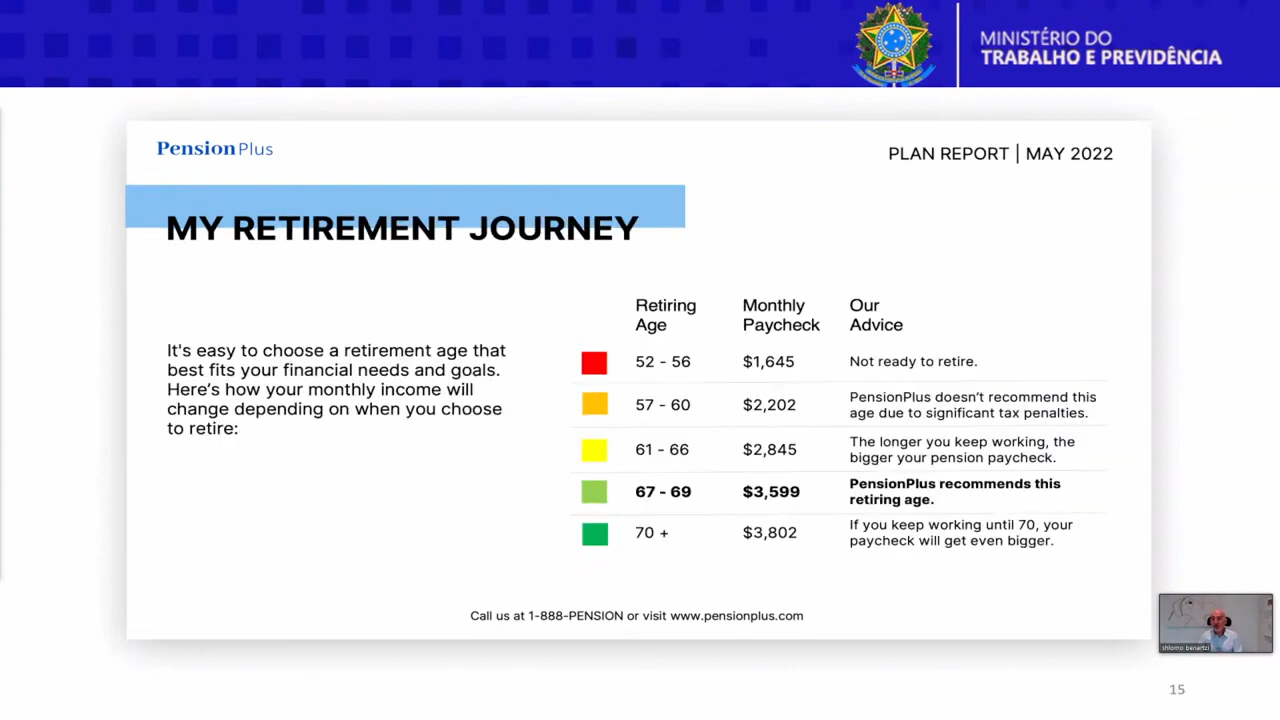 MINISTÉRIO DO
TRABALHO E PREVIDÊNCIA
PensionPlus
PLAN REPORT | MAY 2022
MY RETIREMENT JOURNEY
It's easy to choose a retirement age that
best fits your financial needs and goals.
Here's how your monthly income will
change depending on when you choose
to retire:
Retiring Age
Monthly Paycheck
Our Advice
52 - 56 $1,645 Not ready to retire.
57 - 60 $2,202 PensionPlus doesn't recommend this
age due to significant tax penalties.
61 - 66 $2,845 The longer you keep working, the
bigger your pension paycheck.
67 - 69 $3,599 PensionPlus recommends this
retiring age.
70 + $3,802 If you keep working until 70, your
paycheck will get even bigger.
Call us at 1-888-PENSION or visit www.pensionplus.com
shlomo benartzi
15